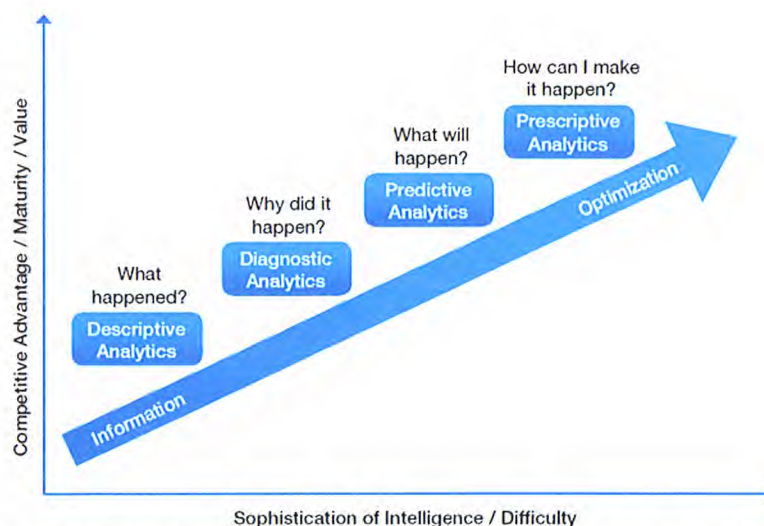 Competitive Advantage / Maturity / Value
How can I make
it happen?
Prescriptive
Analytics
What will
happen?
Predictive
Analytics
Why did it
happen?
Diagnostic
Analytics
What
happened?
Descriptive
Analytics
Information
Optimization
Sophistication of Intelligence / Difficulty